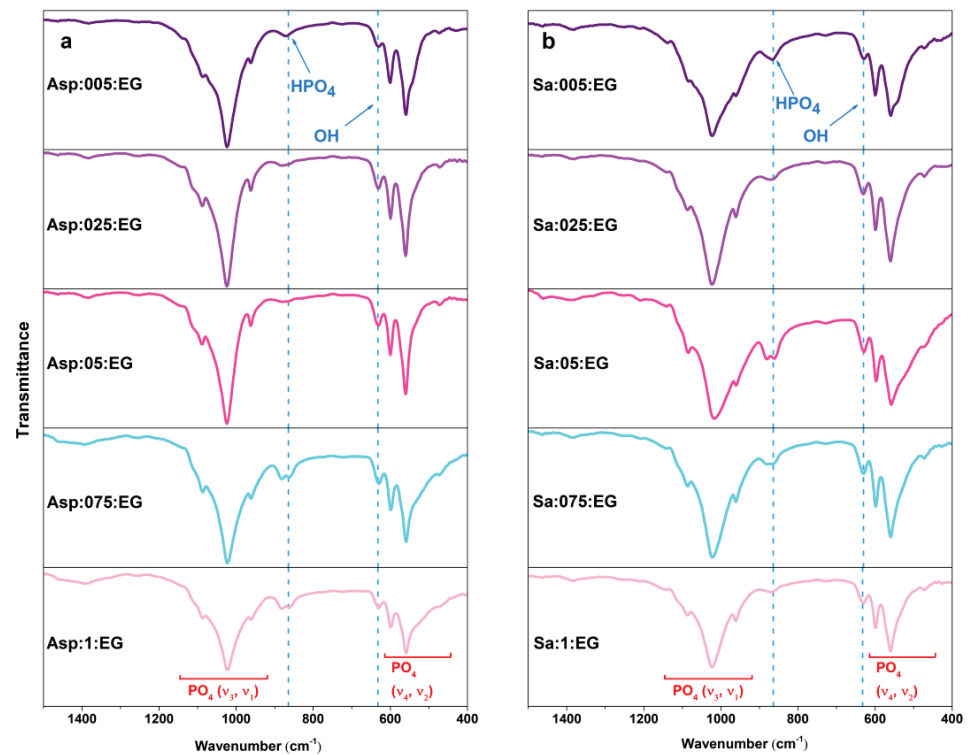 Transmittance
a
Asp:005:EG
HPO₄
OH
Asp:025:EG
Asp:05:EG
Asp:075:EG
Asp:1:EG
PO₄ (ν₃, ν₁)
PO₄
(ν₄, ν₂)
1400 1200 1000 800 600 400
Wavenumber (cm⁻¹)
b
Sa:005:EG
HPO₄
OH
Sa:025:EG
Sa:05:EG
Sa:075:EG
Sa:1:EG
PO₄ (ν₃, ν₁)
PO₄
(ν₄, ν₂)
1400 1200 1000 800 600 400
Wavenumber (cm⁻¹)